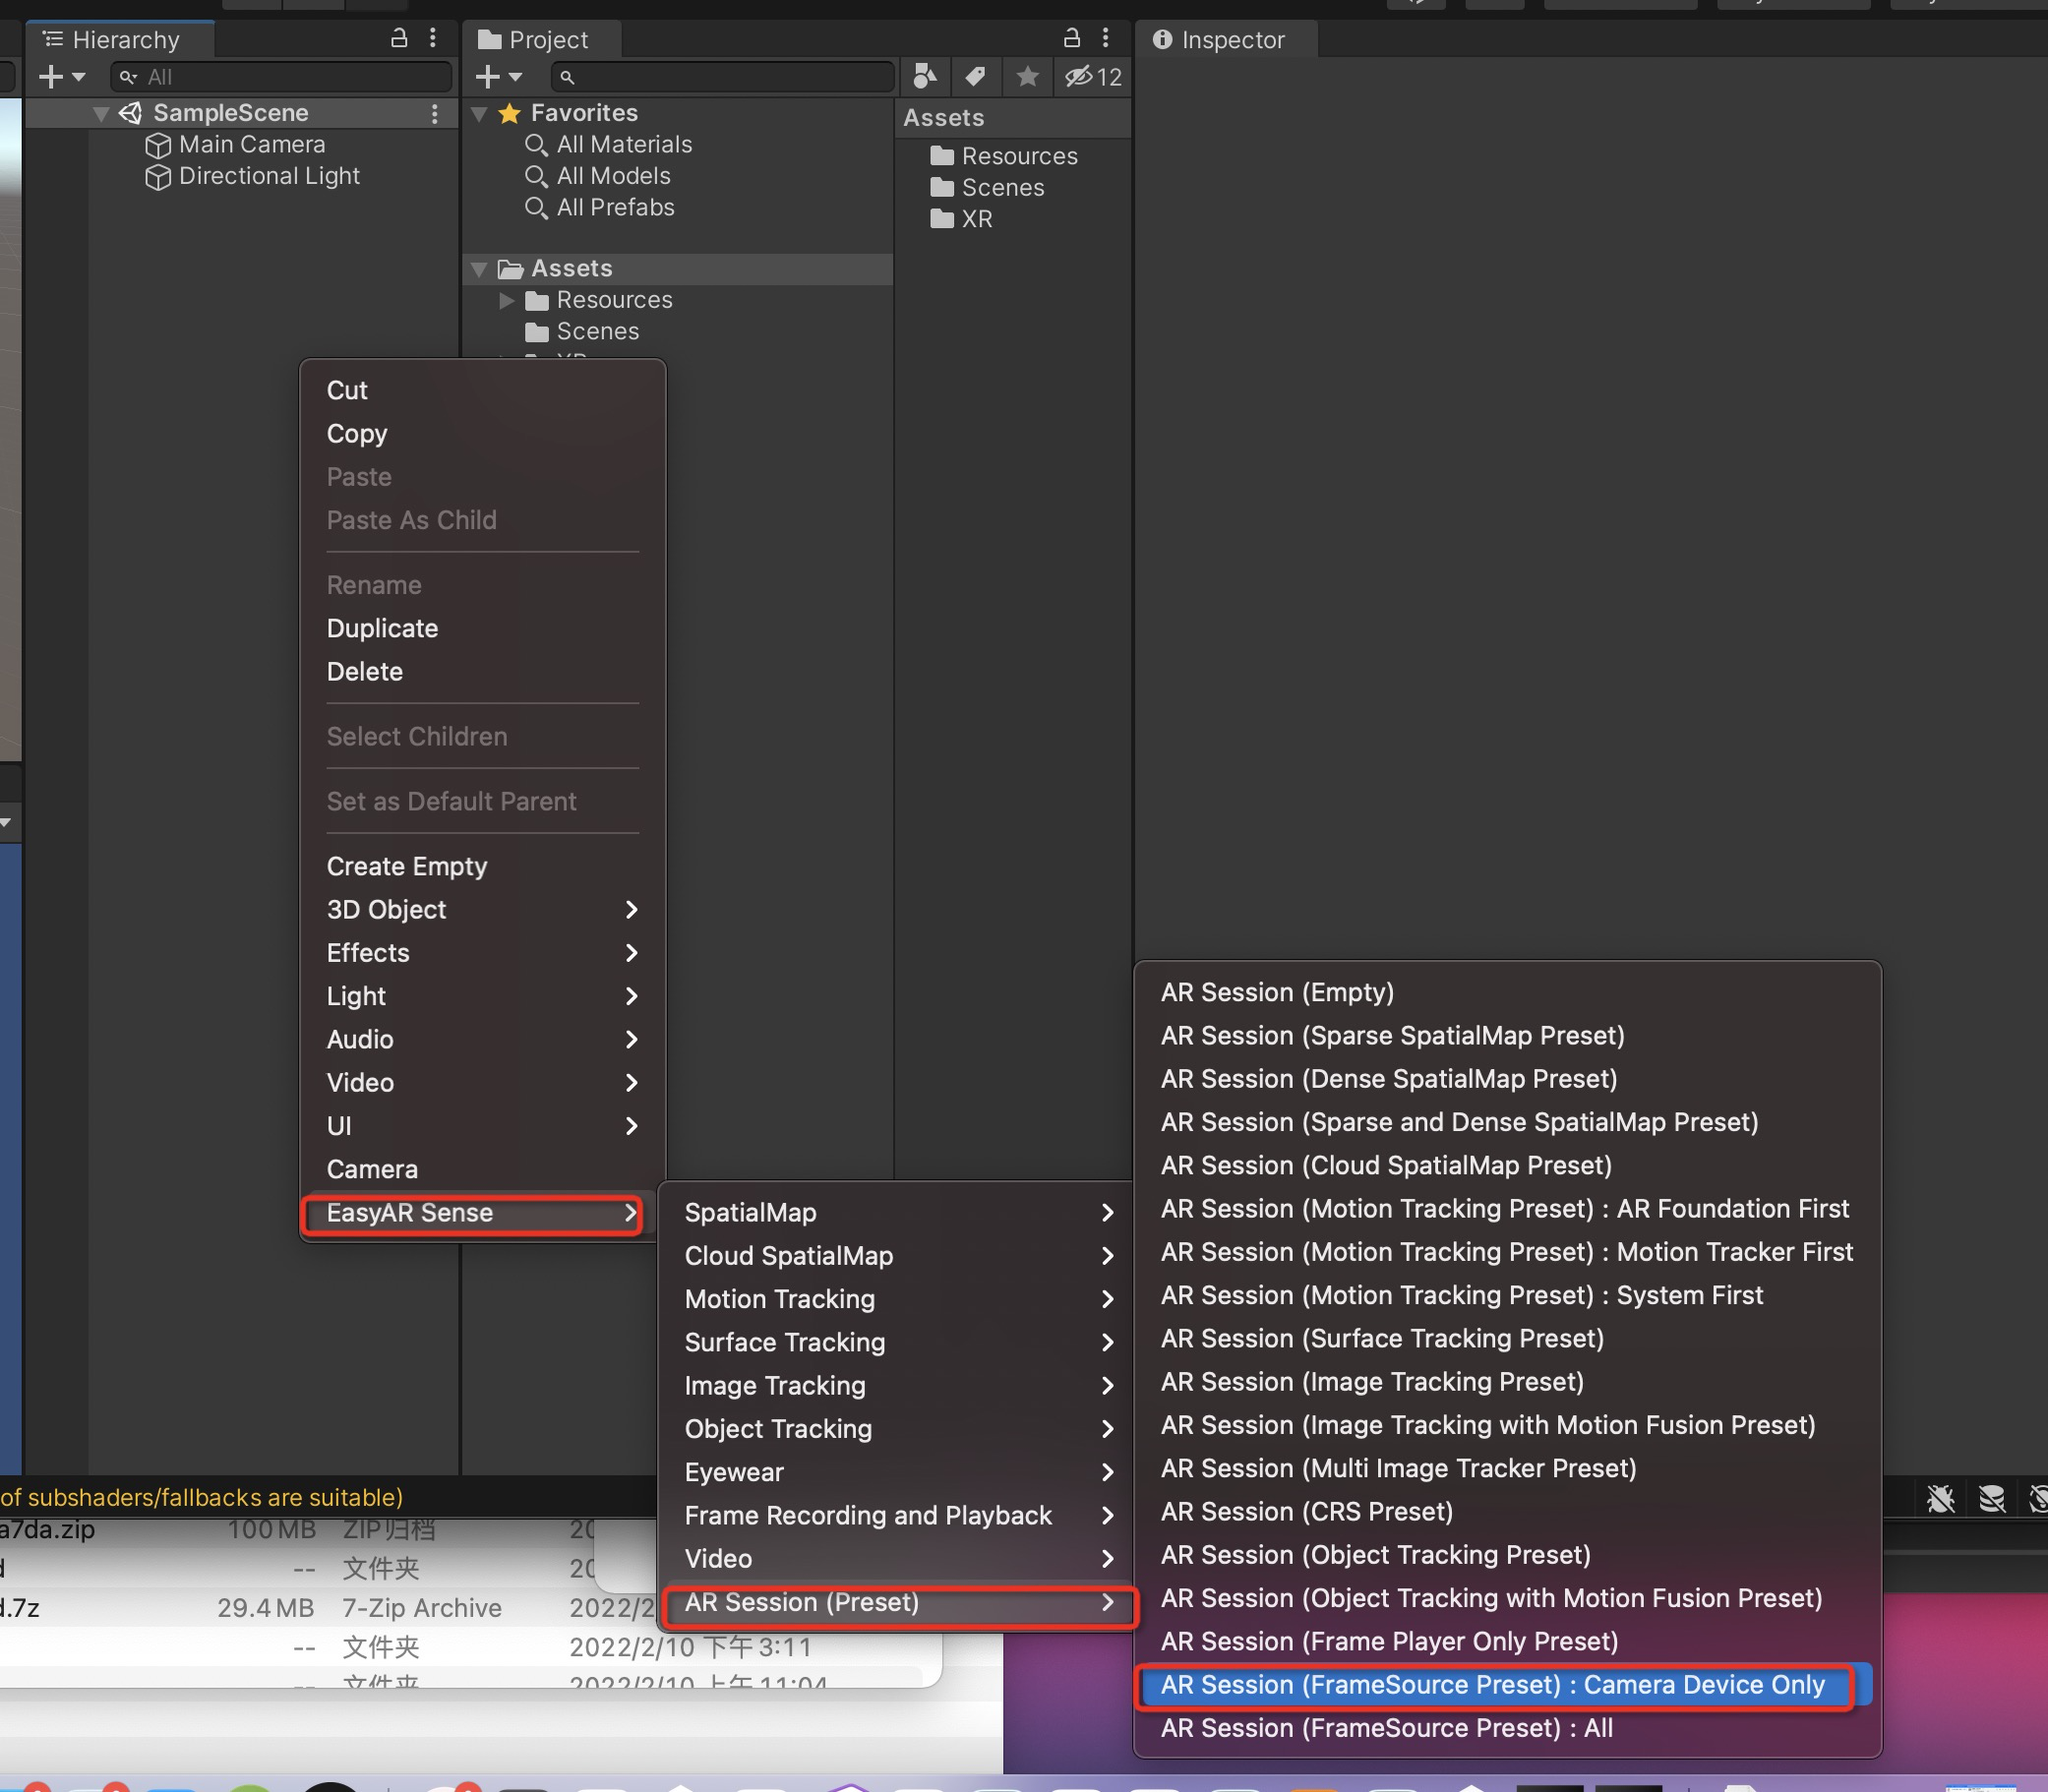 Hierarchy
All
SampleScene
Main Camera
Directional Light
Project
12
Favorites
All Materials
All Models
All Prefabs
Assets
Resources
Scenes
Assets
Resources
Scenes
XR
Inspector
Cut
Copy
Paste
Paste As Child
Rename
Duplicate
Delete
Select Children
Set as Default Parent
Create Empty
3D Object
Effects
Light
Audio
Video
UI
Camera
EasyAR Sense
SpatialMap
Cloud SpatialMap
Motion Tracking
Surface Tracking
Image Tracking
Object Tracking
Eyewear
Frame Recording and Playback
Video
AR Session (Preset)
AR Session (Empty)
AR Session (Sparse SpatialMap Preset)
AR Session (Dense SpatialMap Preset)
AR Session (Sparse and Dense SpatialMap Preset)
AR Session (Cloud SpatialMap Preset)
AR Session (Motion Tracking Preset) : AR Foundation First
AR Session (Motion Tracking Preset) : Motion Tracker First
AR Session (Motion Tracking Preset) : System First
AR Session (Surface Tracking Preset)
AR Session (Image Tracking Preset)
AR Session (Image Tracking with Motion Fusion Preset)
AR Session (Multi Image Tracker Preset)
AR Session (CRS Preset)
AR Session (Object Tracking Preset)
AR Session (Object Tracking with Motion Fusion Preset)
AR Session (Frame Player Only Preset)
AR Session (FrameSource Preset) : Camera Device Only
AR Session (FrameSource Preset) : All
of subshaders/fallbacks are suitable)
a7da.zip 100 MB ZIP归档 20
-- 文件夹 20
d.7z 29.4 MB 7-Zip Archive 2022/2
-- 文件夹 2022/2/10 下午 3:11
-- 文件夹 2022/2/10 上午 11:04